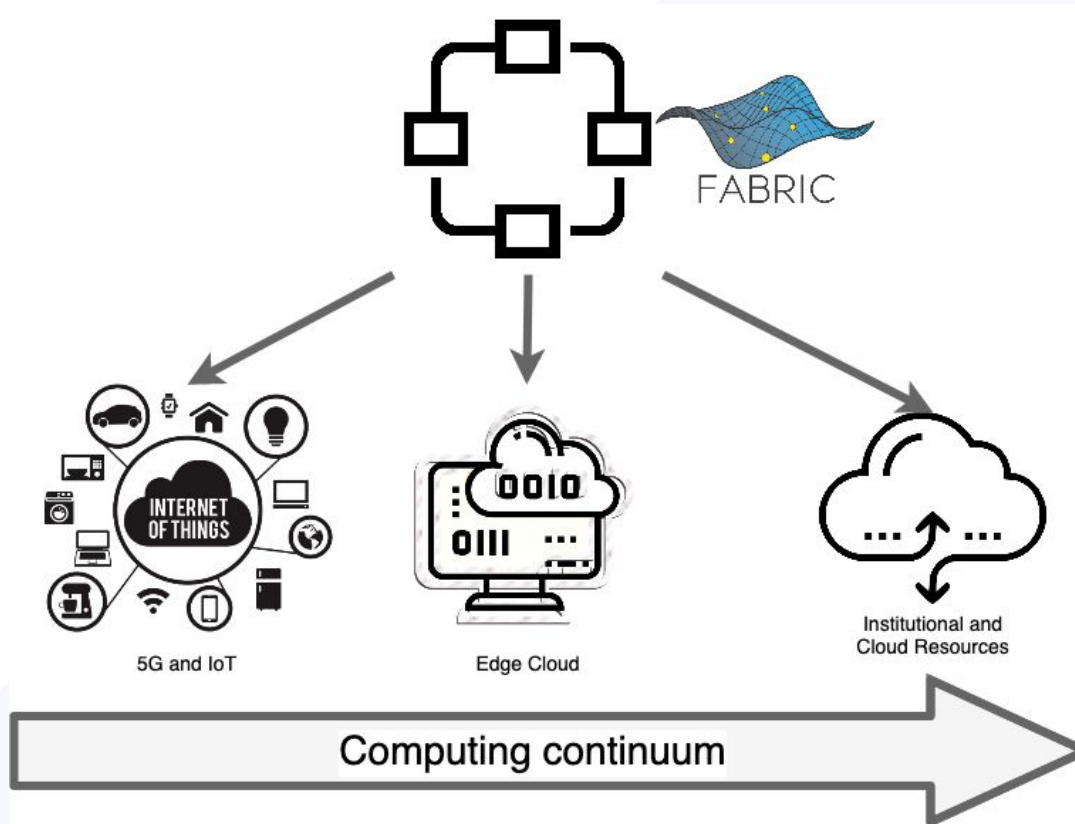 FABRIC
INTERNET
OF THINGS
0010
0111
5G and IoT
Edge Cloud
Institutional and
Cloud Resources
Computing continuum